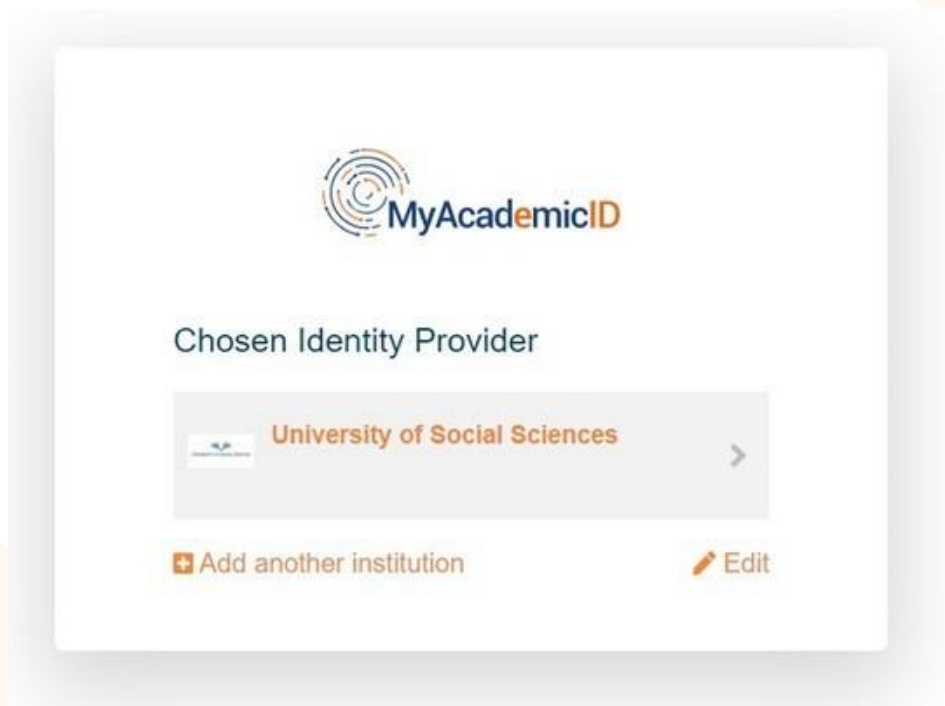 MyAcademicID
Chosen Identity Provider
University of Social Sciences
Add another institution
Edit